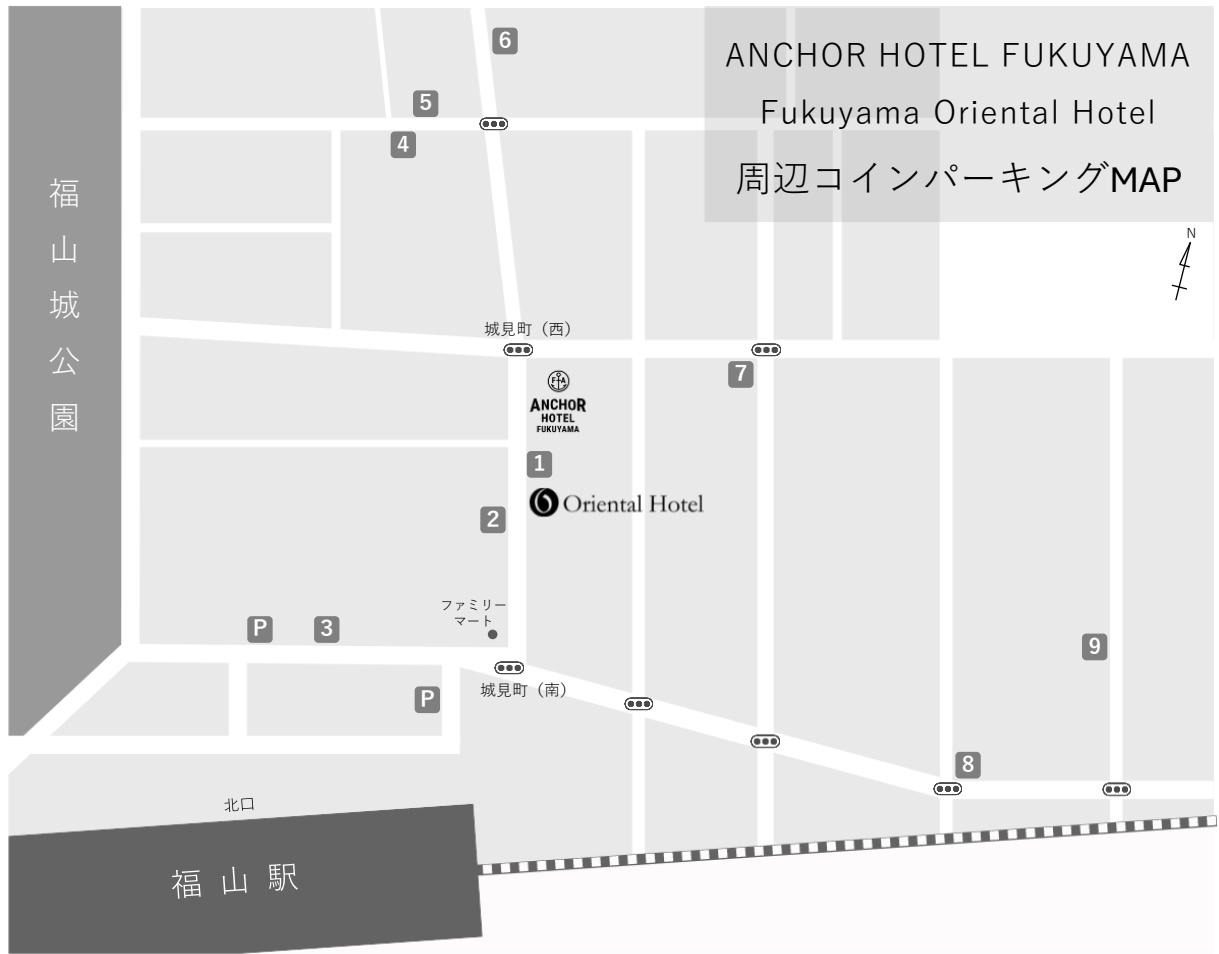 ANCHOR HOTEL FUKUYAMA
Fukuyama Oriental Hotel
周辺コインパーキングMAP
N
6
5
4
福山城公園
城見町（西）
7
FTA
ANCHOR
HOTEL
FUKUYAMA
1
Oriental Hotel
2
ファミリー
マート
P
3
9
城見町（南）
P
8
北口
福山駅